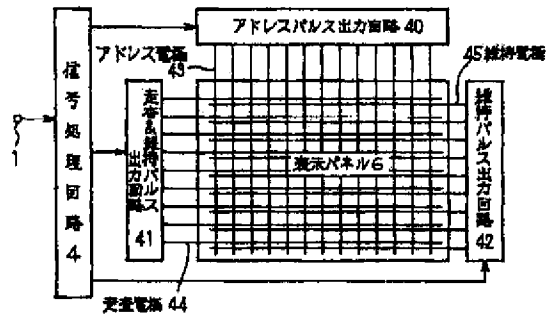 アドレスパルス出力回路 40
アドレス電極
43
45 維持電極
信号処理回路 4
1
走査&維持パルス
出力回路
41
表示パネル 6
維持パルス出力回路
42
走査電極 44